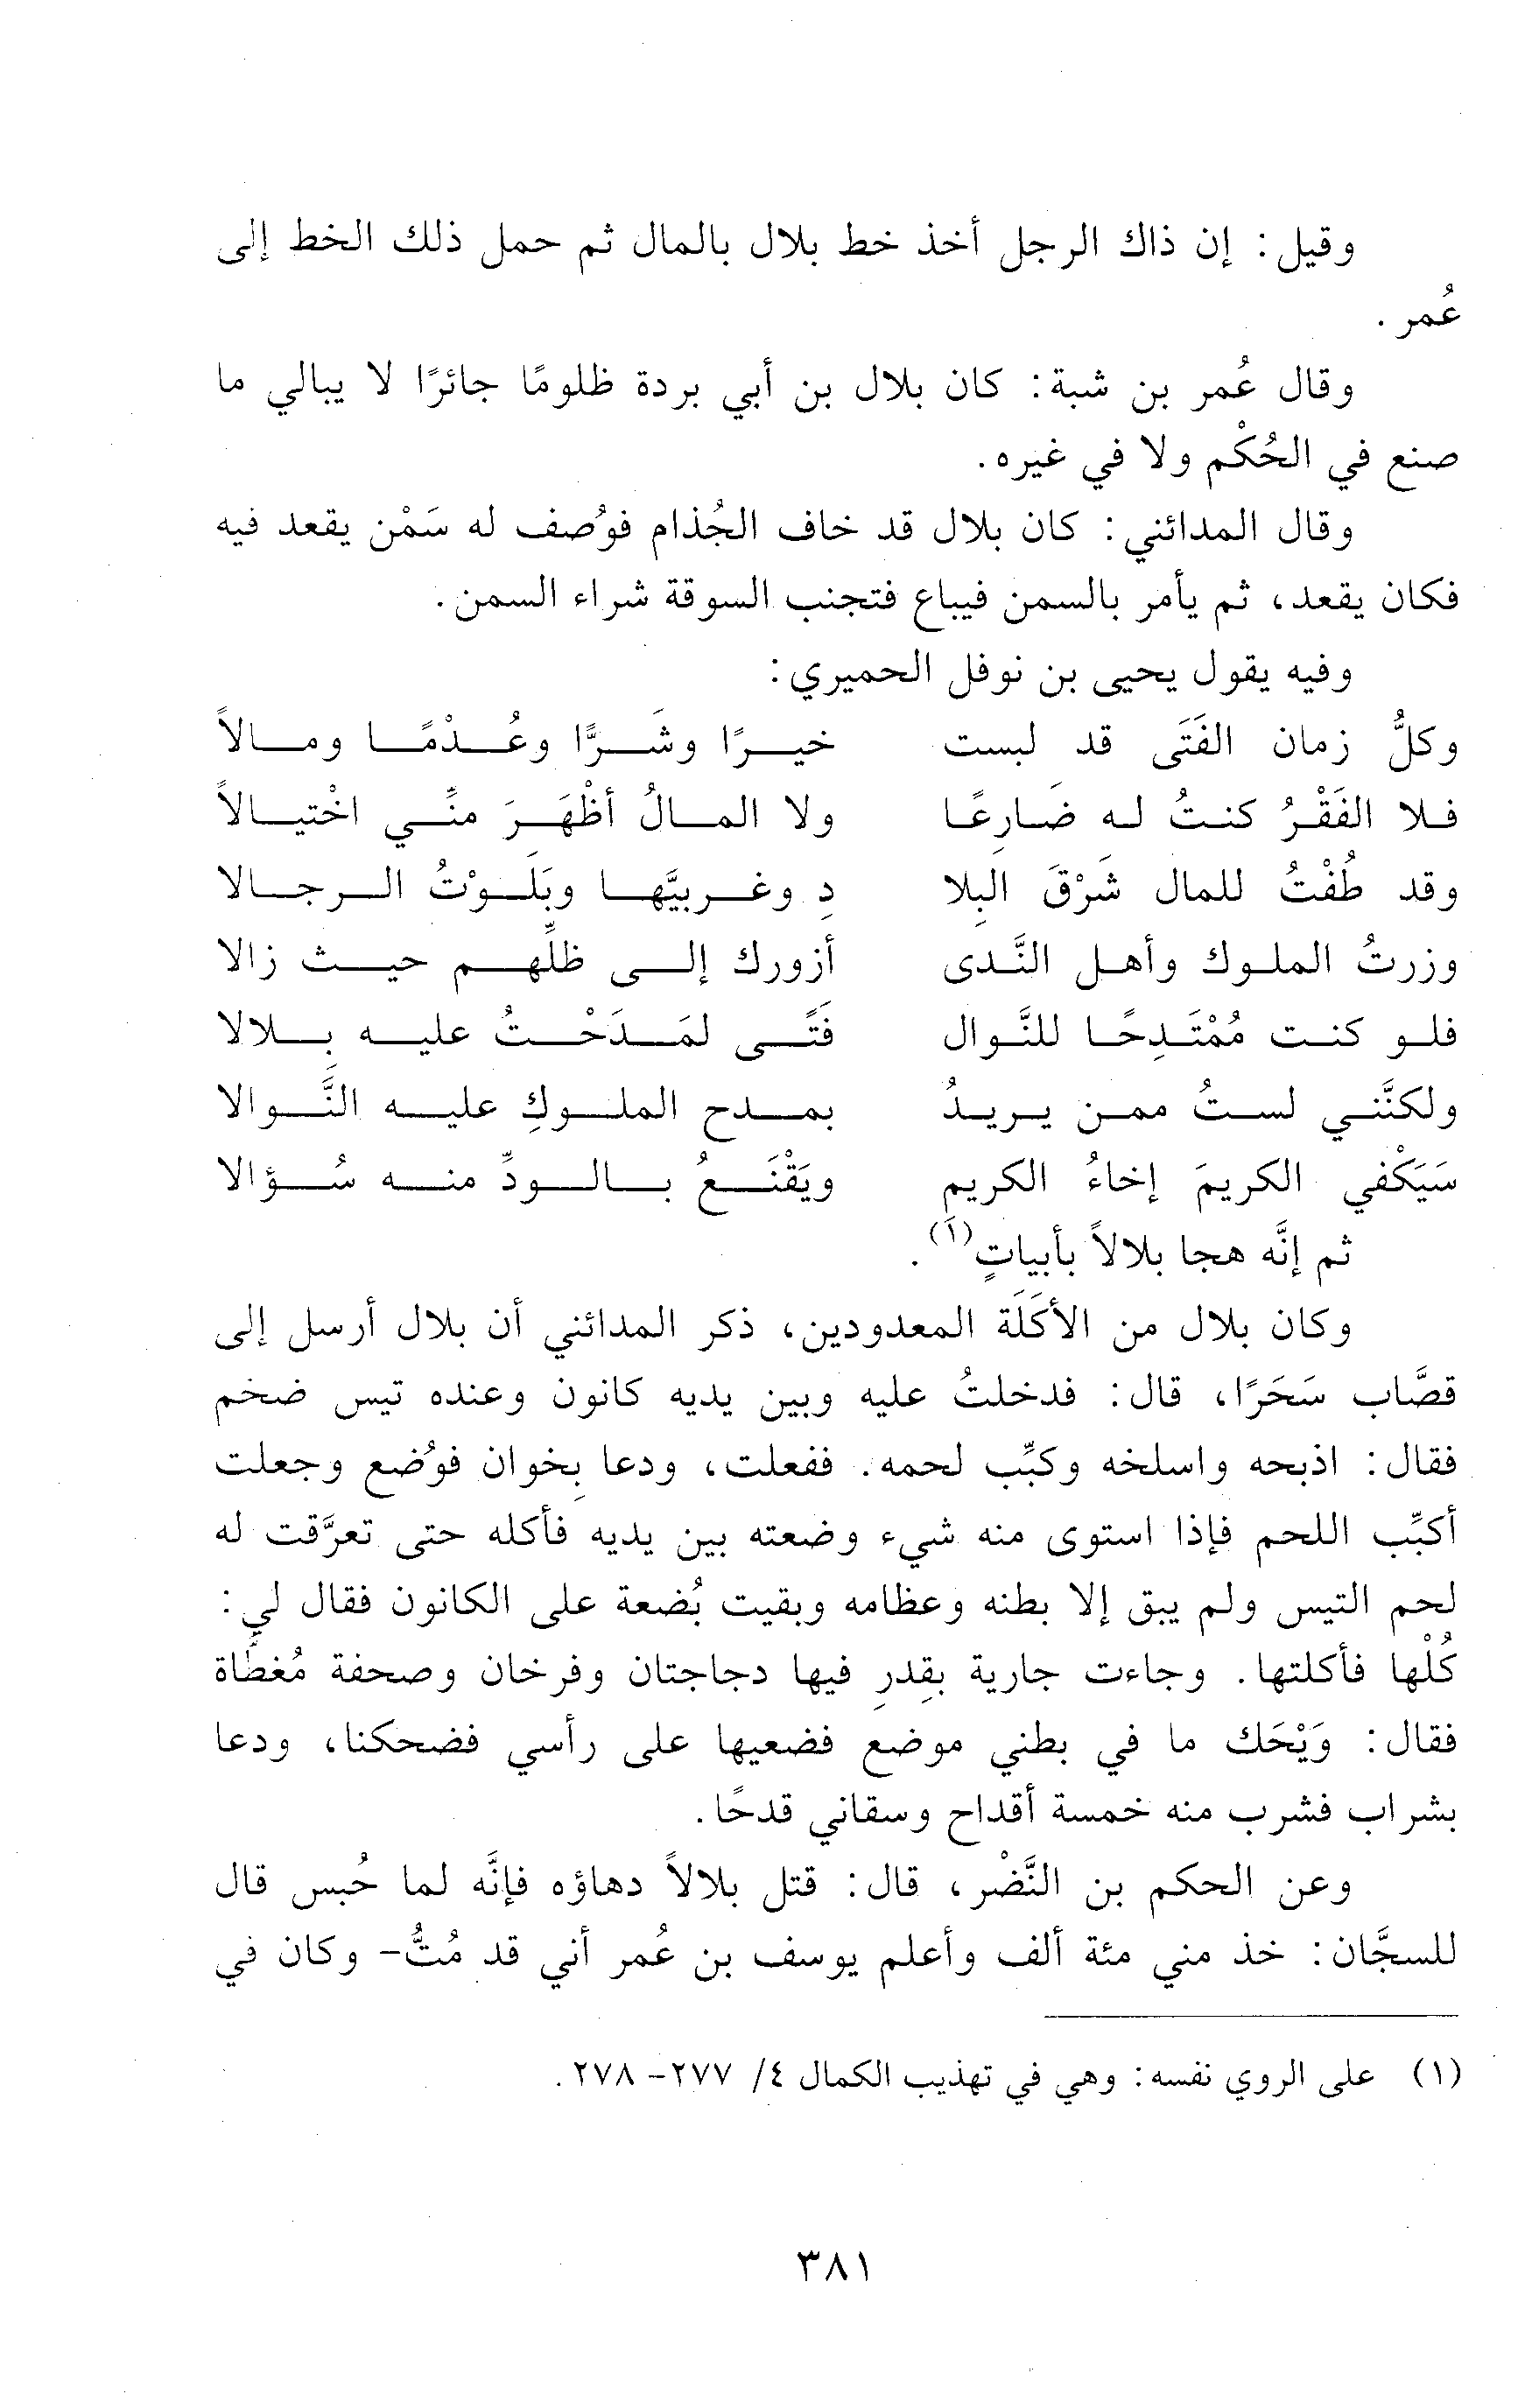 وقيل: إن ذاك الرجل أخذ خط بلال بالمال ثم حمل ذلك الخط إلى
عُمر.
وقال عُمر بن شبة: كان بلال بن أبي بردة ظلومًا جائرًا لا يبالي ما
صنع في الحُكْم ولا في غيره.
وقال المدائني: كان بلال قد خاف الجُذام فوُصف له سَمْن يقعد فيه
فكان يقعد، ثم يأمر بالسمن فيباع فتجنب السوقة شراء السمن.
وفيه يقول يحيى بن نوفل الحميري:
وكلُّ زمان الفَتَى قد لبست خيرًا وشَرًّا وعُدْمًا ومالاً
فلا الفَقْرُ كنتُ له ضَارِعًا ولا المالُ أظْهَرَ منِّي اخْتيالاً
وقد طُفْتُ للمال شَرْقَ البِلا دِ وغربيَّها وبَلَوْتُ الرجالا
وزرتُ الملوك وأهل النَّدى أزورك إلى ظلِّهم حيث زالا
فلو كنت مُمْتَدِحًا للنَّوال فَتًى لمَدَحْتُ عليه بِلالا
ولكنَّني لستُ ممن يريدُ بمدح الملوكِ عليه النَّوالا
سَيَكْفي الكريمَ إخاءُ الكريم ويَقْنَعُ بالودِّ منه سُؤالا
ثم إنَّه هجا بلالاً بأبياتٍ(١).
وكان بلال من الأكَلَة المعدودين، ذكر المدائني أن بلال أرسل إلى
قصَّاب سَحَرًا، قال: فدخلتُ عليه وبين يديه كانون وعنده تيس ضخم
فقال: اذبحه واسلخه وكبِّب لحمه. ففعلت، ودعا بِخوان فوُضع وجعلت
أكبِّب اللحم فإذا استوى منه شيء وضعته بين يديه فأكله حتى تعرَّقت له
لحم التيس ولم يبق إلا بطنه وعظامه وبقيت بُضعة على الكانون فقال لي:
كُلْها فأكلتها. وجاءت جارية بقِدرِ فيها دجاجتان وفرخان وصحفة مُغطَّاة
فقال: وَيْحَك ما في بطني موضع فضعيها على رأسي فضحكنا، ودعا
بشراب فشرب منه خمسة أقداح وسقاني قدحًا.
وعن الحكم بن النَّضْر، قال: قتل بلالاً دهاؤه فإنَّه لما حُبس قال
للسجَّان: خذ مني مئة ألف وأعلم يوسف بن عُمر أني قد مُتُّ- وكان في
(١) على الروي نفسه: وهي في تهذيب الكمال ٤/ ٢٧٧- ٢٧٨.
٣٨١